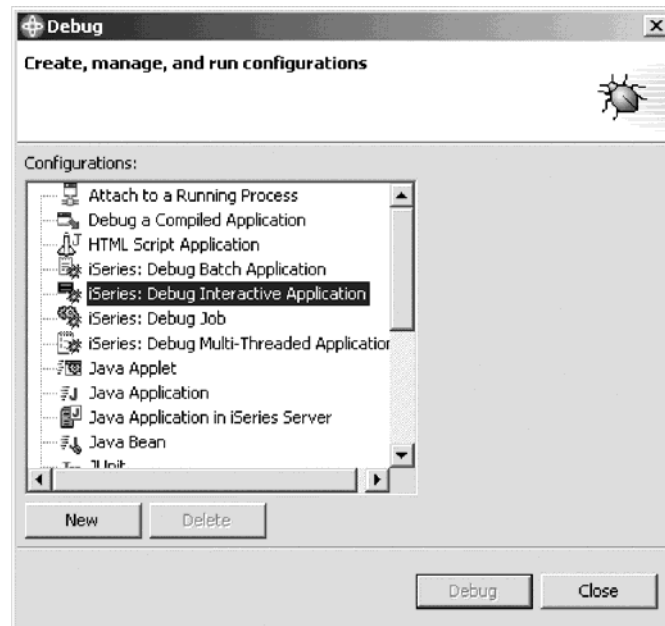 Debug
Create, manage, and run configurations
Configurations:
Attach to a Running Process
Debug a Compiled Application
HTML Script Application
iSeries: Debug Batch Application
iSeries: Debug Interactive Application
iSeries: Debug Job
iSeries: Debug Multi-Threaded Application
Java Applet
Java Application
Java Application in iSeries Server
Java Bean
JUnit
New
Delete
Debug
Close